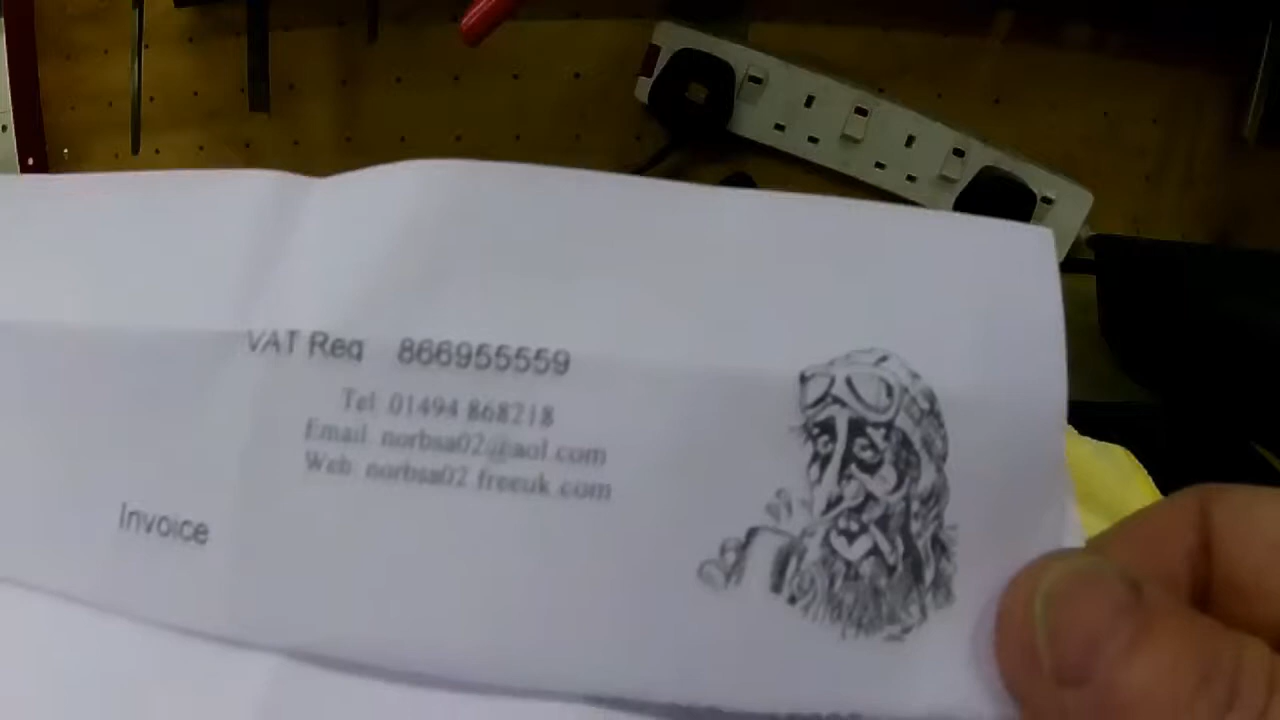 VAT Reg 866955559
Tel: 01494 868218
Email: norbsa02@aol.com
Web: norbsa02.freeuk.com
Invoice